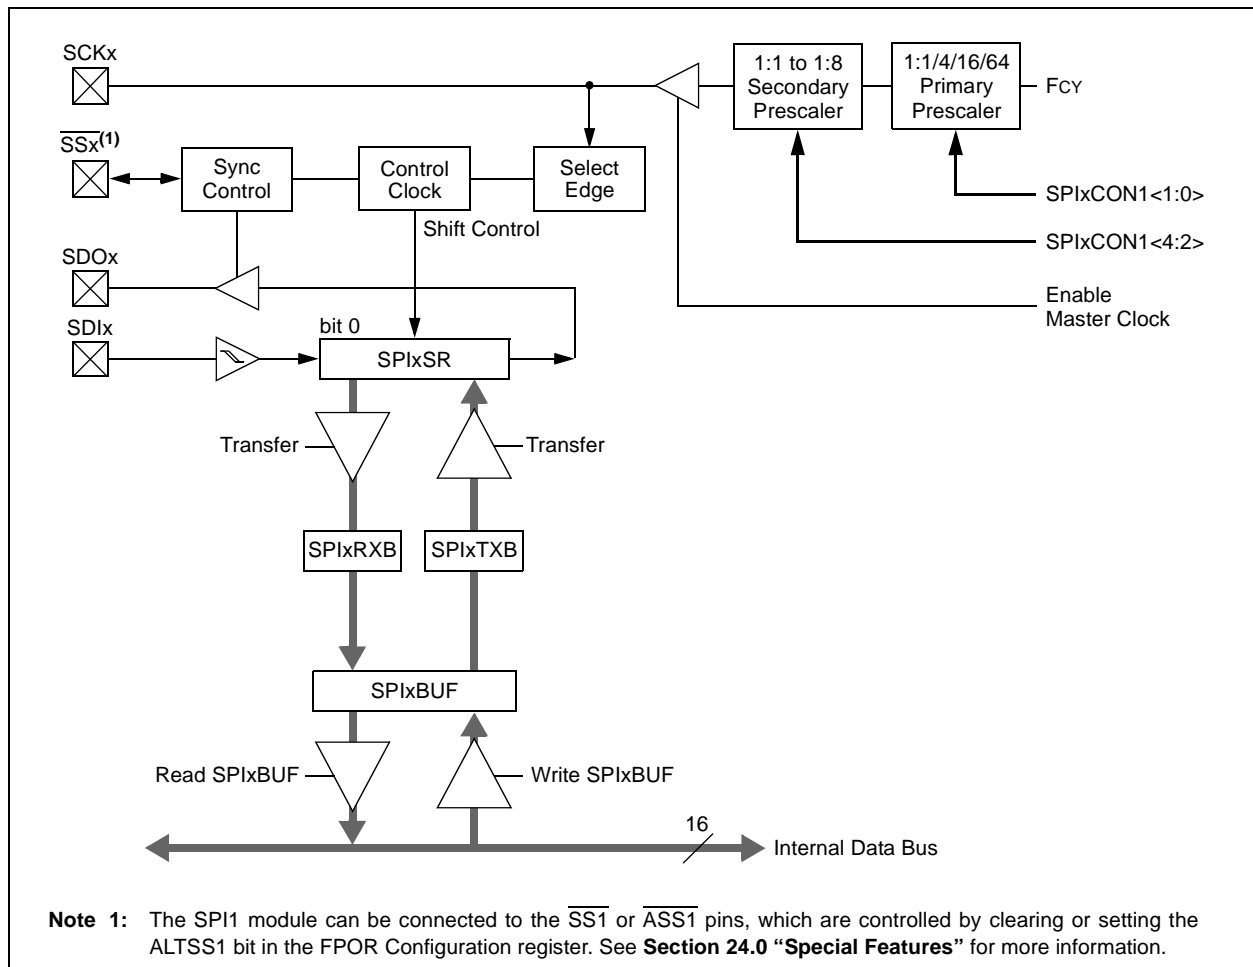 SCKx
1:1 to 1:8
Secondary
Prescaler
1:1/4/16/64
Primary
Prescaler
FCY
SSx(1)
Sync
Control
Control
Clock
Select
Edge
SPIxCON1<1:0>
Shift Control
SPIxCON1<4:2>
SDOx
Enable
Master Clock
SDIx
bit 0
SPIxSR
Transfer
Transfer
SPIxRXB
SPIxTXB
SPIxBUF
Read SPIxBUF
Write SPIxBUF
16
Internal Data Bus
Note 1: The SPI1 module can be connected to the SS1 or ASS1 pins, which are controlled by clearing or setting the
ALTSS1 bit in the FPOR Configuration register. See Section 24.0 “Special Features” for more information.